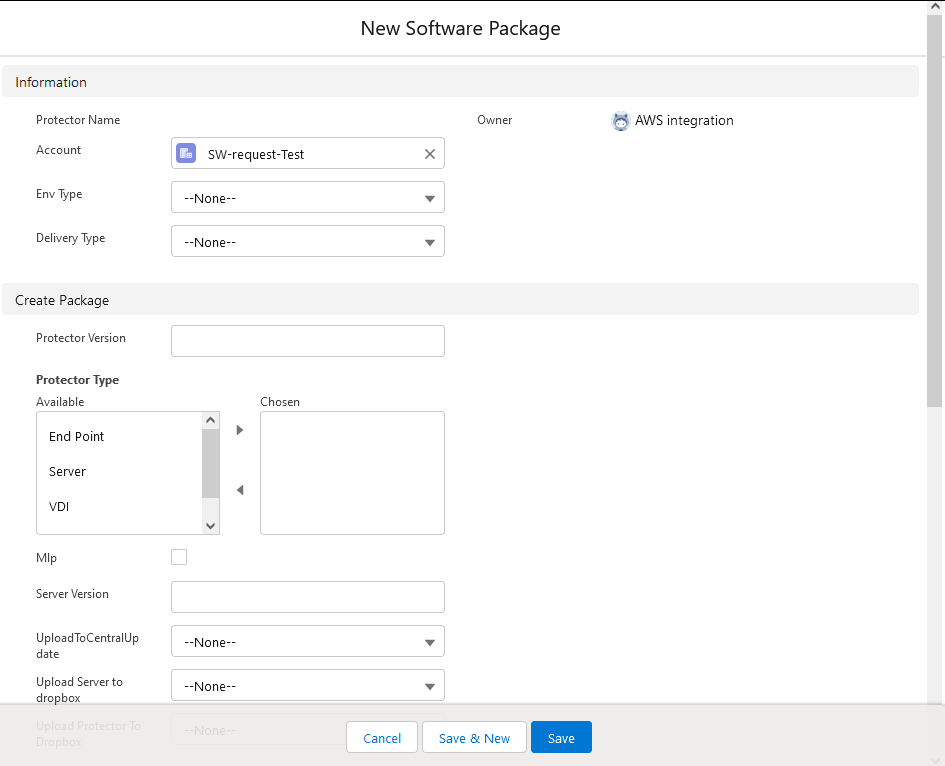 New Software Package
Information
Protector Name
Owner
AWS integration
Account
SW-request-Test
Env Type
--None--
Delivery Type
--None--
Create Package
Protector Version
Protector Type
Available
Chosen
End Point
Server
VDI
Mlp
Server Version
UploadToCentralUp
date
--None--
Upload Server to
dropbox
--None--
Upload Protector To
Dropbox
--None--
Cancel
Save & New
Save